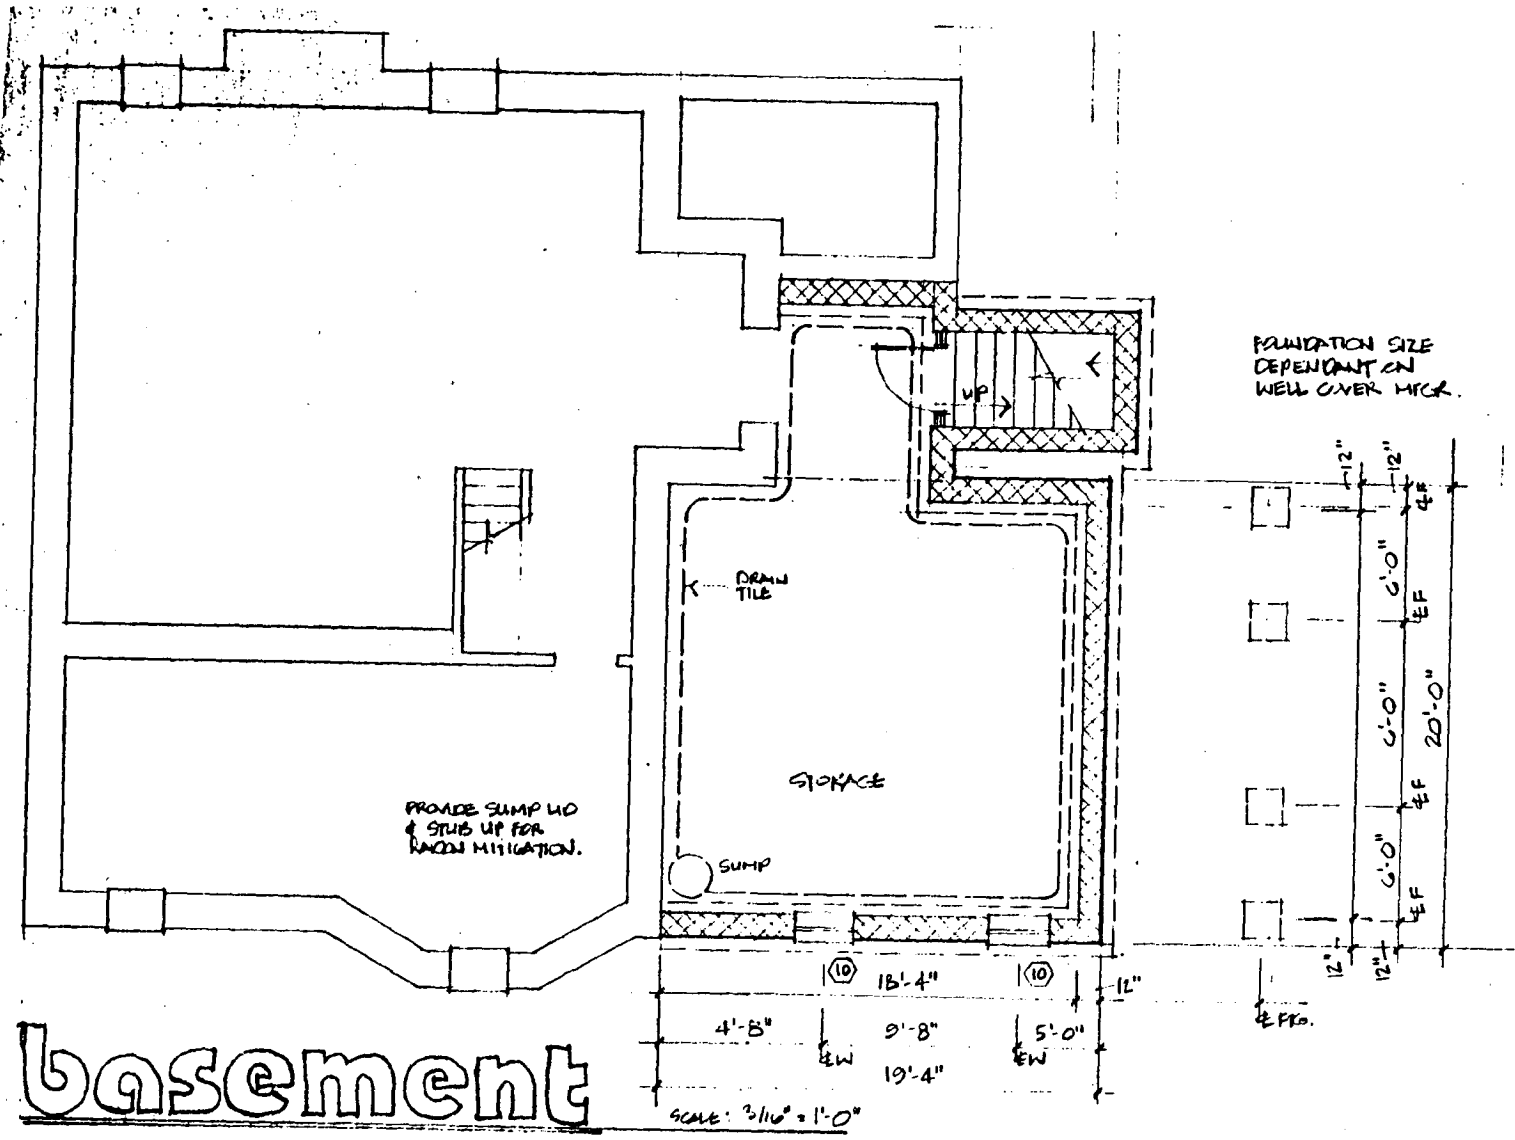 FOUNDATION SIZE
DEPENDANT ON
WELL COVER MFGR.
UP
12"
12"
℄ F
6'-0"
℄ F
DRAIN
TILE
6'-0"
20'-0"
STORAGE
℄ F
PROVIDE SUMP LID
& STUB UP FOR
RADON MITIGATION.
SUMP
6'-0"
℄ F
12"
12"
10
10
18'-4"
12"
℄ FTG.
4'-8"
9'-8"
5'-0"
℄ W
℄ W
19'-4"
basement
SCALE: 3/16" = 1'-0"